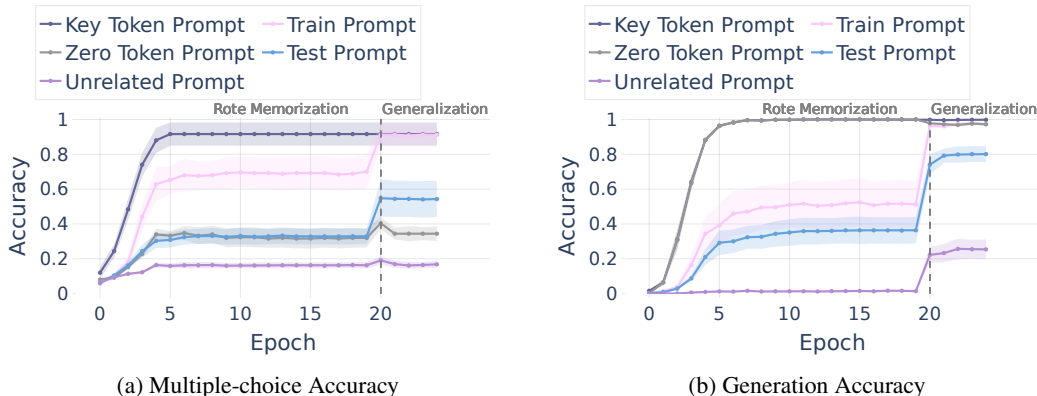 Key Token Prompt Train Prompt
Zero Token Prompt Test Prompt
Unrelated Prompt
Rote Memorization Generalization
1
0.8
0.6
0.4
0.2
0
Accuracy
0 5 10 15 20
Epoch
(a) Multiple-choice Accuracy
Key Token Prompt Train Prompt
Zero Token Prompt Test Prompt
Unrelated Prompt
Rote Memorization Generalization
1
0.8
0.6
0.4
0.2
0
Accuracy
0 5 10 15 20
Epoch
(b) Generation Accuracy